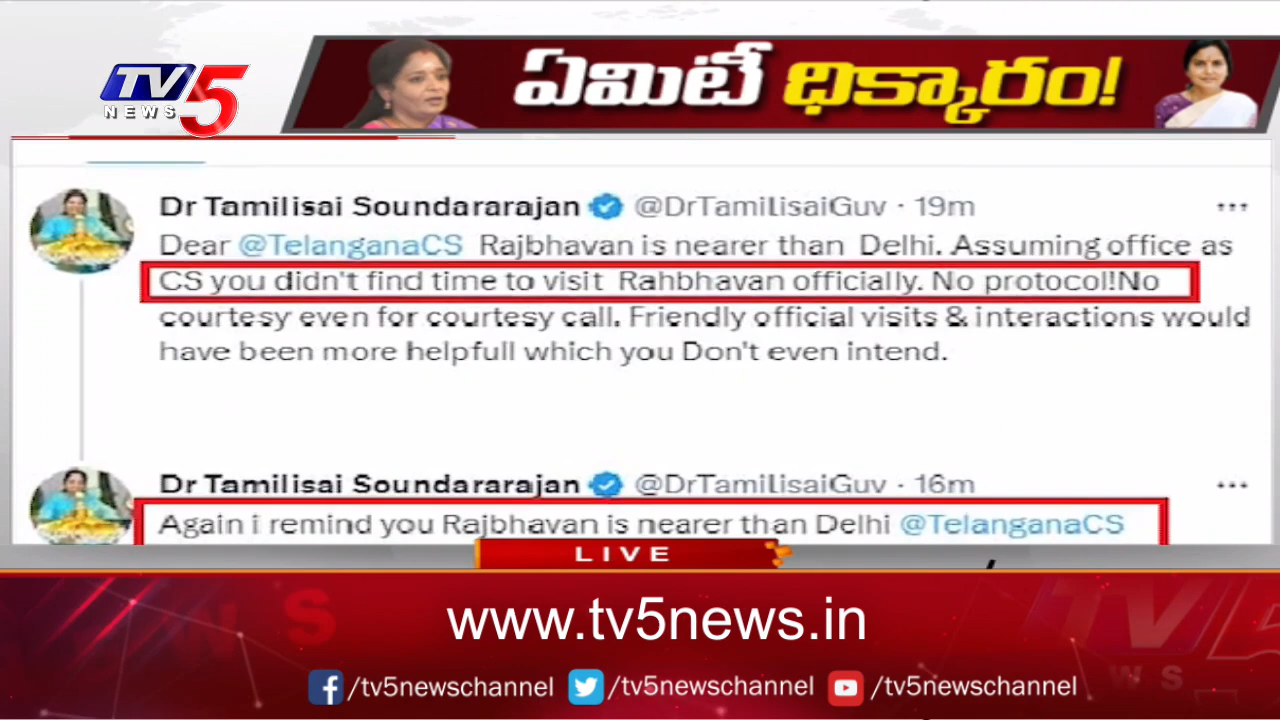 TV5
NEWS
ఏమిటీ ధిక్కారం!
Dr Tamilisai Soundararajan @DrTamilisaiGuv · 19m
Dear @TelanganaCS Rajbhavan is nearer than Delhi. Assuming office as
CS you didn't find time to visit Rahbhavan officially. No protocol!No
courtesy even for courtesy call. Friendly official visits & interactions would
have been more helpfull which you Don't even intend.
Dr Tamilisai Soundararajan @DrTamilisaiGuv · 16m
Again i remind you Rajbhavan is nearer than Delhi @TelanganaCS
LIVE
www.tv5news.in
/tv5newschannel /tv5newschannel /tv5newschannel